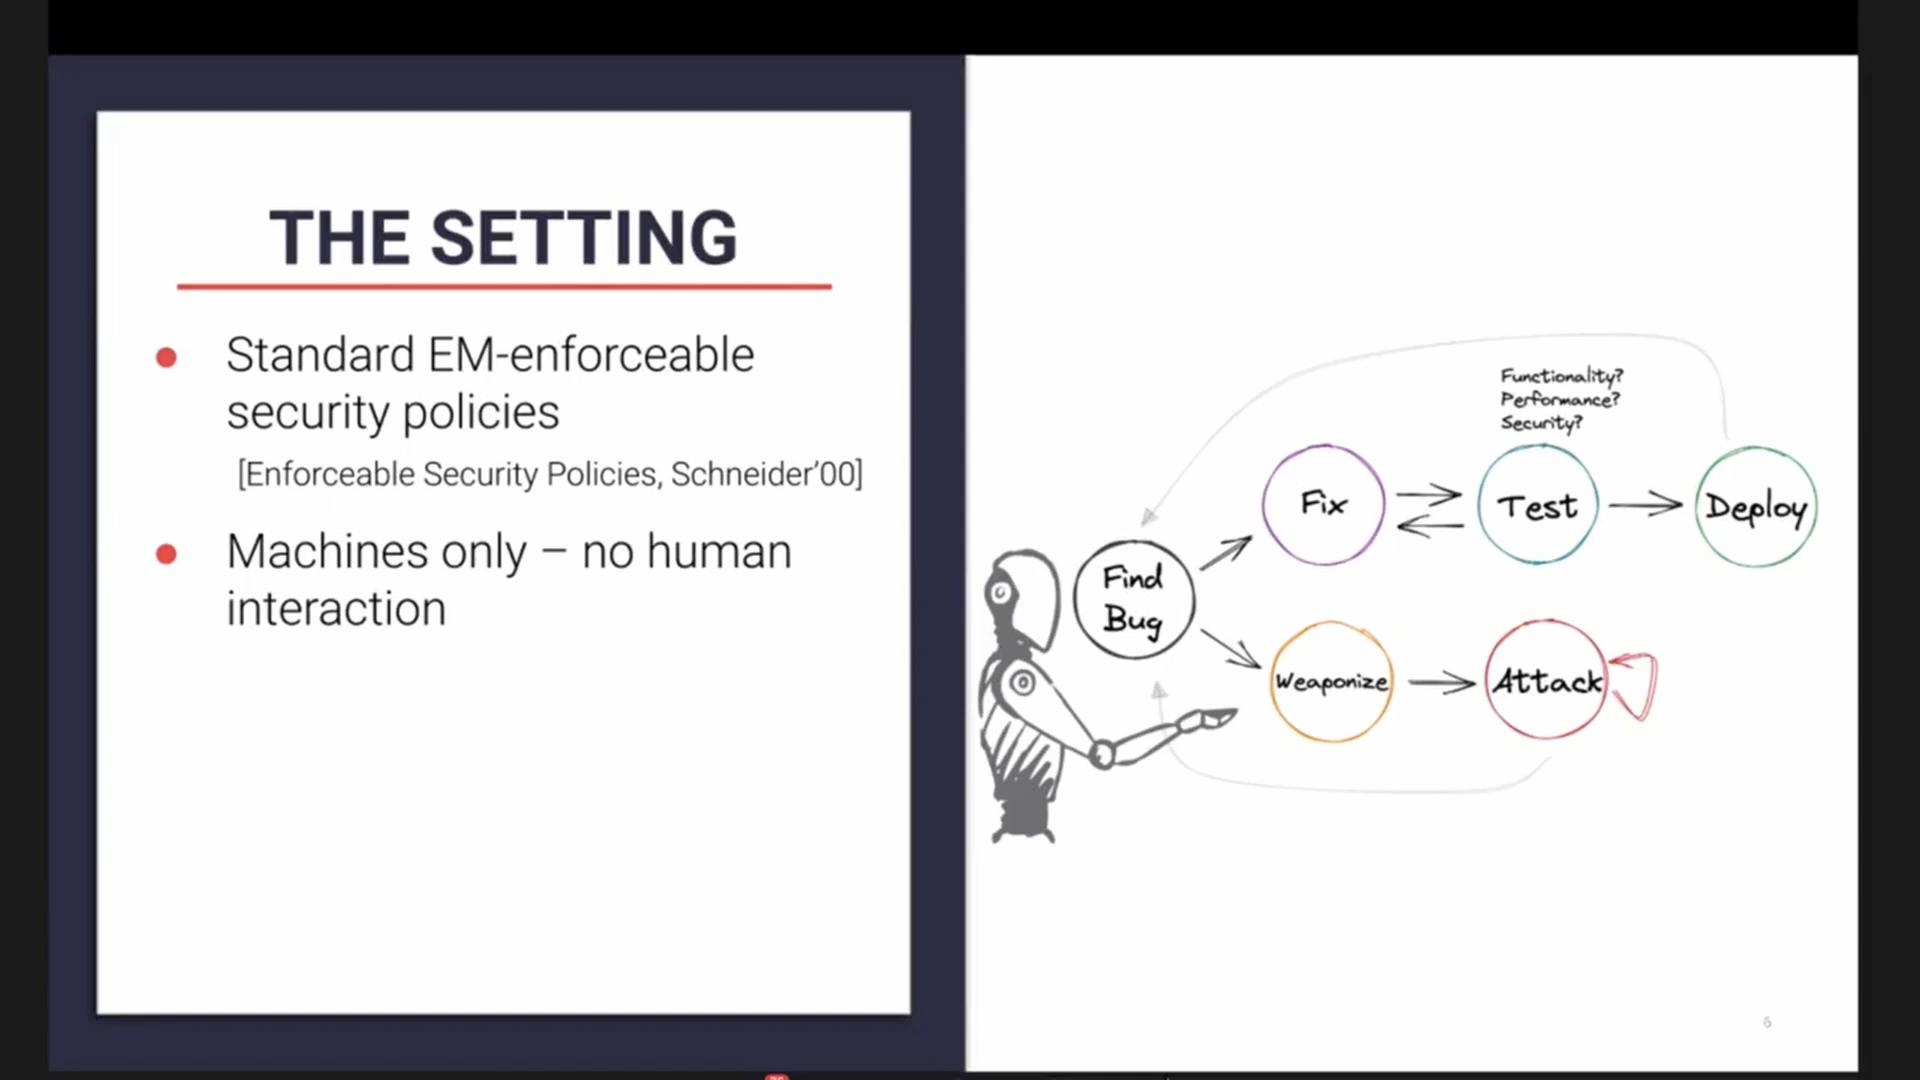 THE SETTING
Standard EM-enforceable
security policies
[Enforceable Security Policies, Schneider’00]
Machines only – no human
interaction
Functionality?
Performance?
Security?
Fix
Test
Deploy
Find
Bug
Weaponize
Attack
6